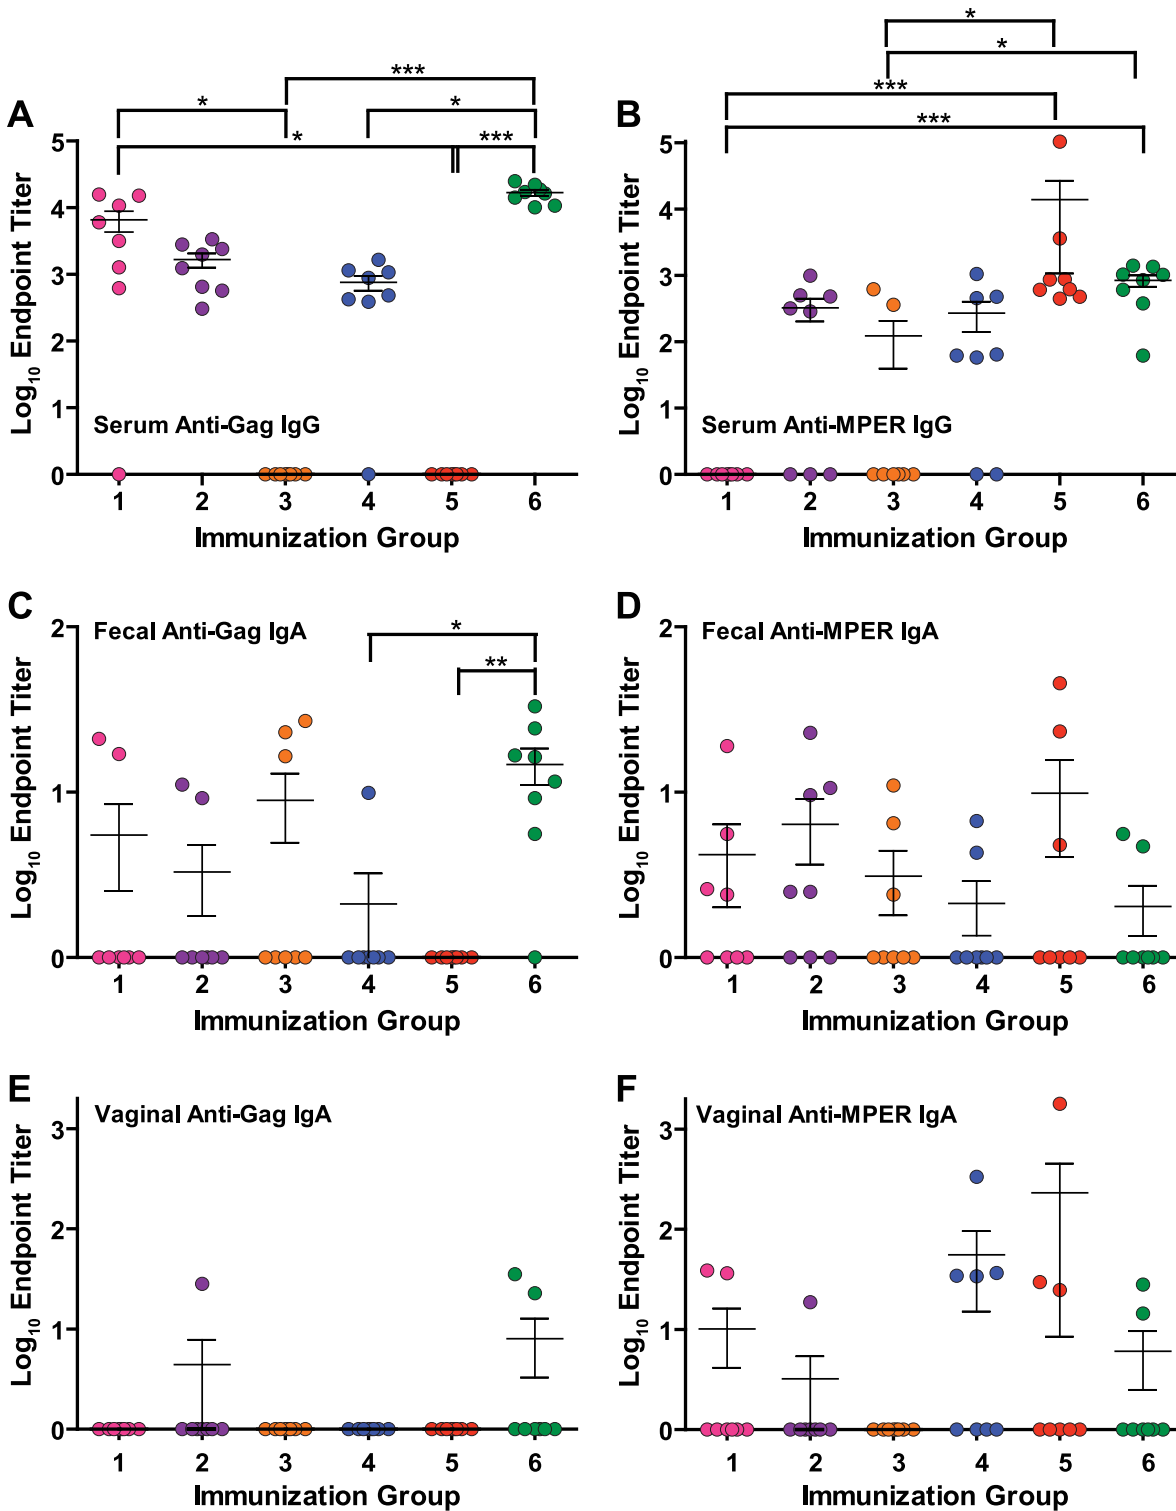 *
*
***
***
A
*
*
B
***
*
***
5
4
3
2
1
0
Log10 Endpoint Titer
Serum Anti-Gag IgG
1 2 3 4 5 6
Immunization Group
5
4
3
2
1
0
Log10 Endpoint Titer
Serum Anti-MPER IgG
1 2 3 4 5 6
Immunization Group
C
2
1
0
Log10 Endpoint Titer
Fecal Anti-Gag IgA
*
**
1 2 3 4 5 6
Immunization Group
D
2
1
0
Log10 Endpoint Titer
Fecal Anti-MPER IgA
1 2 3 4 5 6
Immunization Group
E
3
2
1
0
Log10 Endpoint Titer
Vaginal Anti-Gag IgA
1 2 3 4 5 6
Immunization Group
F
3
2
1
0
Log10 Endpoint Titer
Vaginal Anti-MPER IgA
1 2 3 4 5 6
Immunization Group